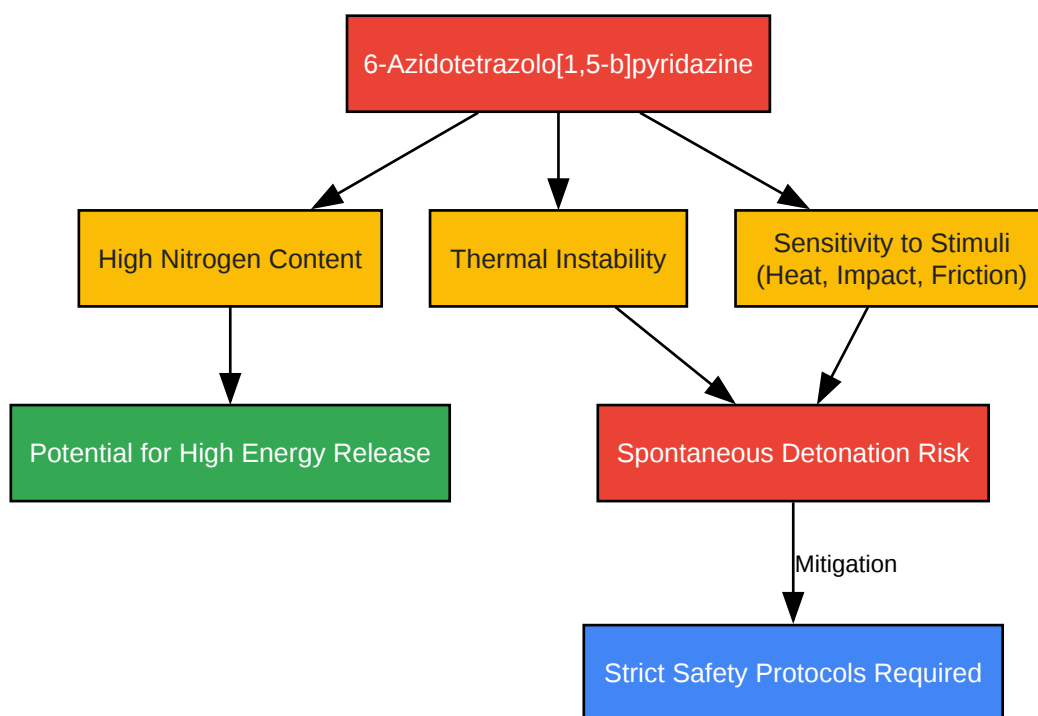 6-Azidotetrazolo[1,5-b]pyridazine
High Nitrogen Content
Thermal Instability
Sensitivity to Stimuli
(Heat, Impact, Friction)
Potential for High Energy Release
Spontaneous Detonation Risk
Mitigation
Strict Safety Protocols Required